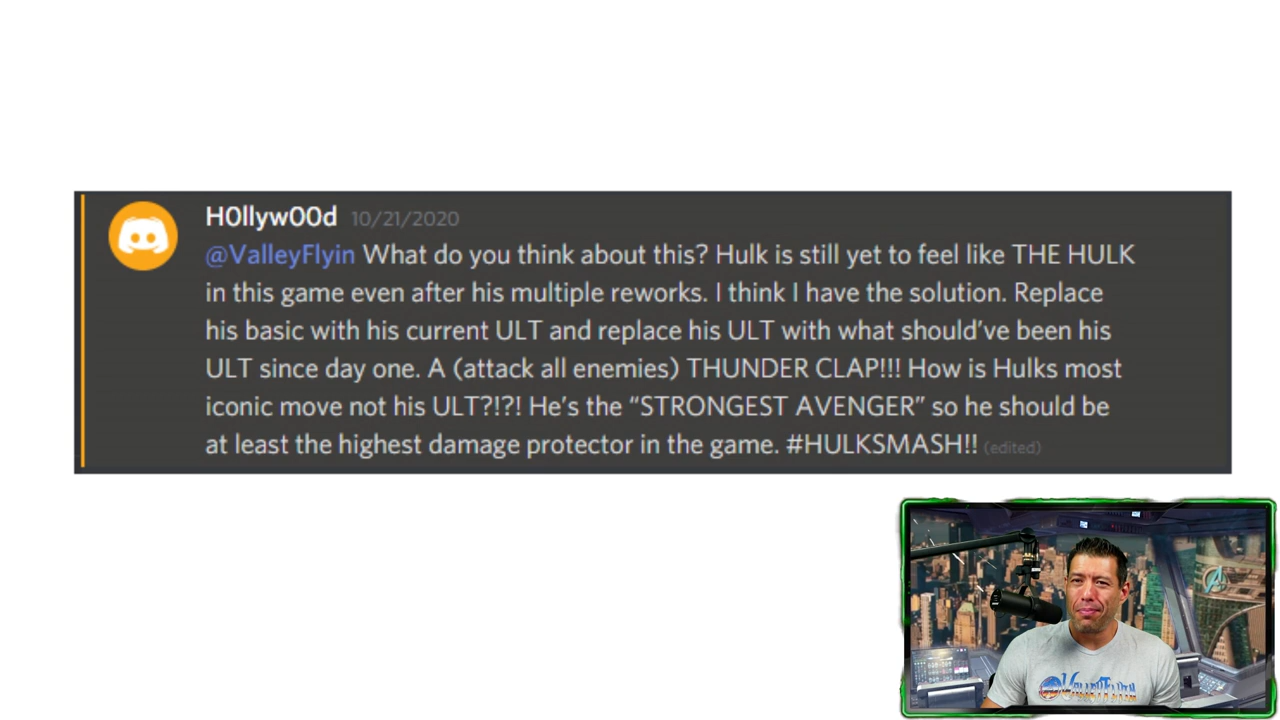 H0llyw00d 10/21/2020
@ValleyFlyin What do you think about this? Hulk is still yet to feel like THE HULK
in this game even after his multiple reworks. I think I have the solution. Replace
his basic with his current ULT and replace his ULT with what should've been his
ULT since day one. A (attack all enemies) THUNDER CLAP!!! How is Hulks most
iconic move not his ULT?!?! He's the “STRONGEST AVENGER” so he should be
at least the highest damage protector in the game. #HULKSMASH!! (edited)
VALLEYFLYIN